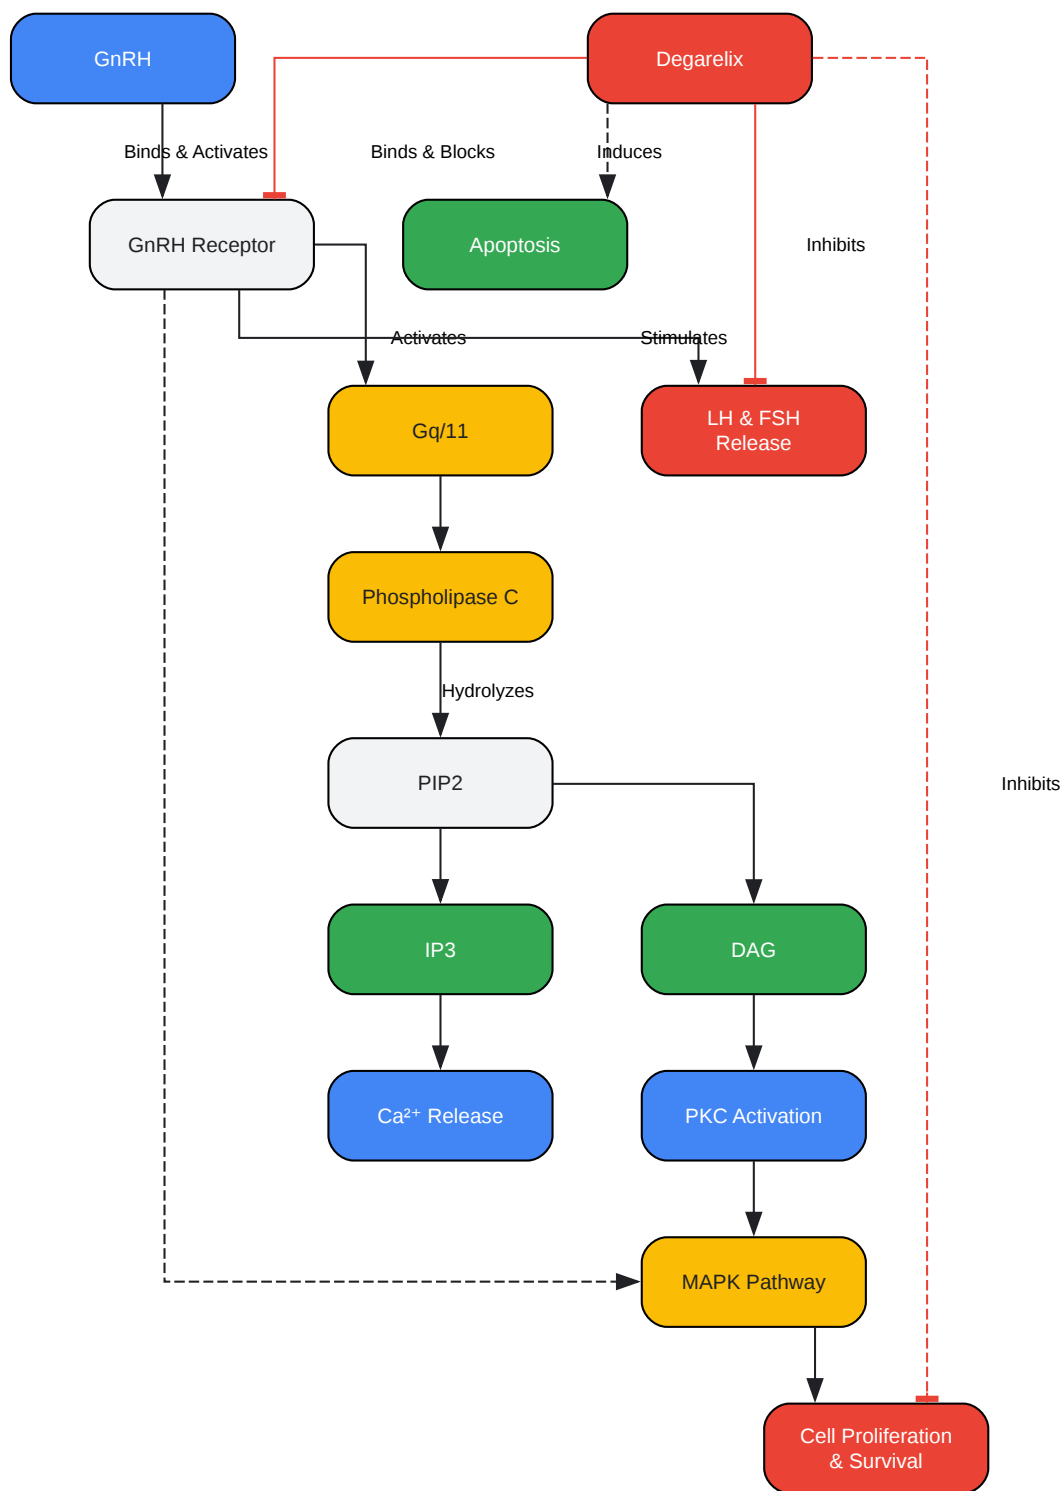 GnRH
Degarelix
Binds & Activates
Binds & Blocks
Induces
GnRH Receptor
Apoptosis
Inhibits
Activates
Stimulates
Gq/11
LH & FSH
Release
Phospholipase C
Hydrolyzes
PIP2
Inhibits
IP3
DAG
Ca²⁺ Release
PKC Activation
MAPK Pathway
Cell Proliferation
& Survival